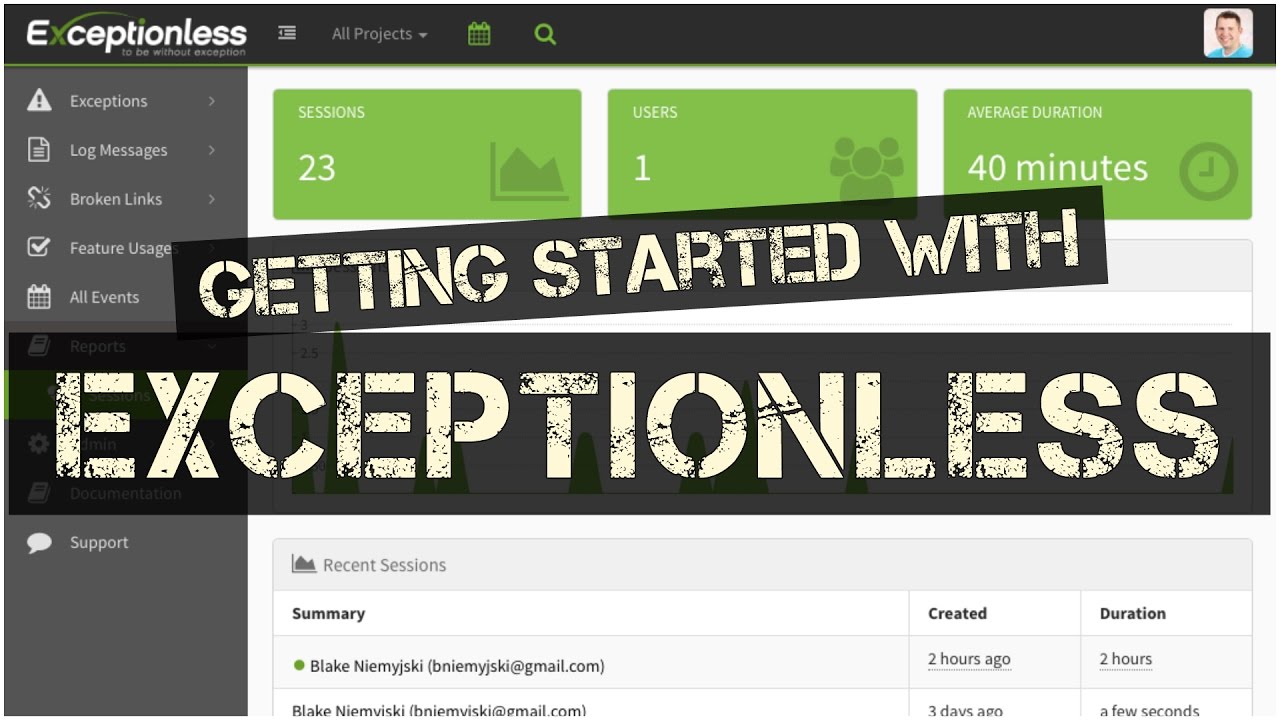 Exceptionless
to be without exception
All Projects
Exceptions
Log Messages
Broken Links
Feature Usages
All Events
Reports
Sessions
Admin
Documentation
Support
SESSIONS
23
USERS
1
AVERAGE DURATION
40 minutes
GETTING STARTED WITH
EXCEPTIONLESS
3
2.5
Recent Sessions
Summary Created Duration
Blake Niemyjski (bniemyjski@gmail.com) 2 hours ago 2 hours
Blake Niemyjski (bniemyjski@gmail.com) 3 days ago a few seconds